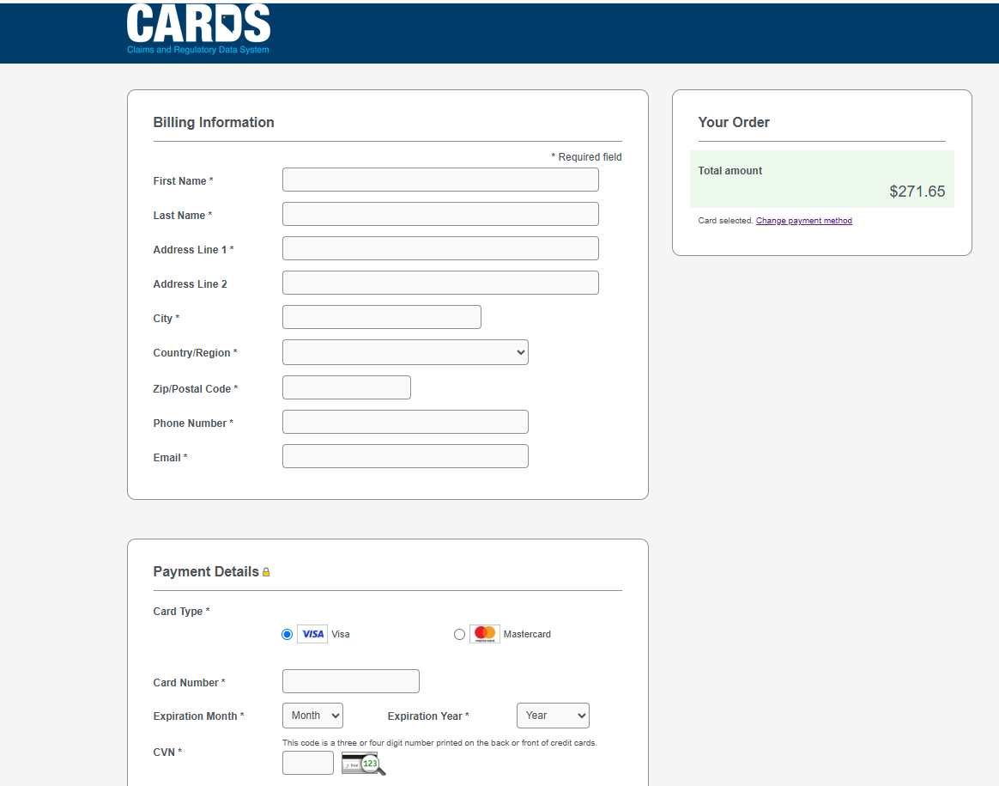 CARDS
Claims and Regulatory Data System
Billing Information
* Required field
First Name *
Last Name *
Address Line 1 *
Address Line 2
City *
Country/Region *
Zip/Postal Code *
Phone Number *
Email *
Your Order
Total amount
$271.65
Card selected. Change payment method
Payment Details
Card Type *
VISA Visa
mastercard Mastercard
Card Number *
Expiration Month * Month Expiration Year * Year
This code is a three or four digit number printed on the back or front of credit cards.
CVN *
123